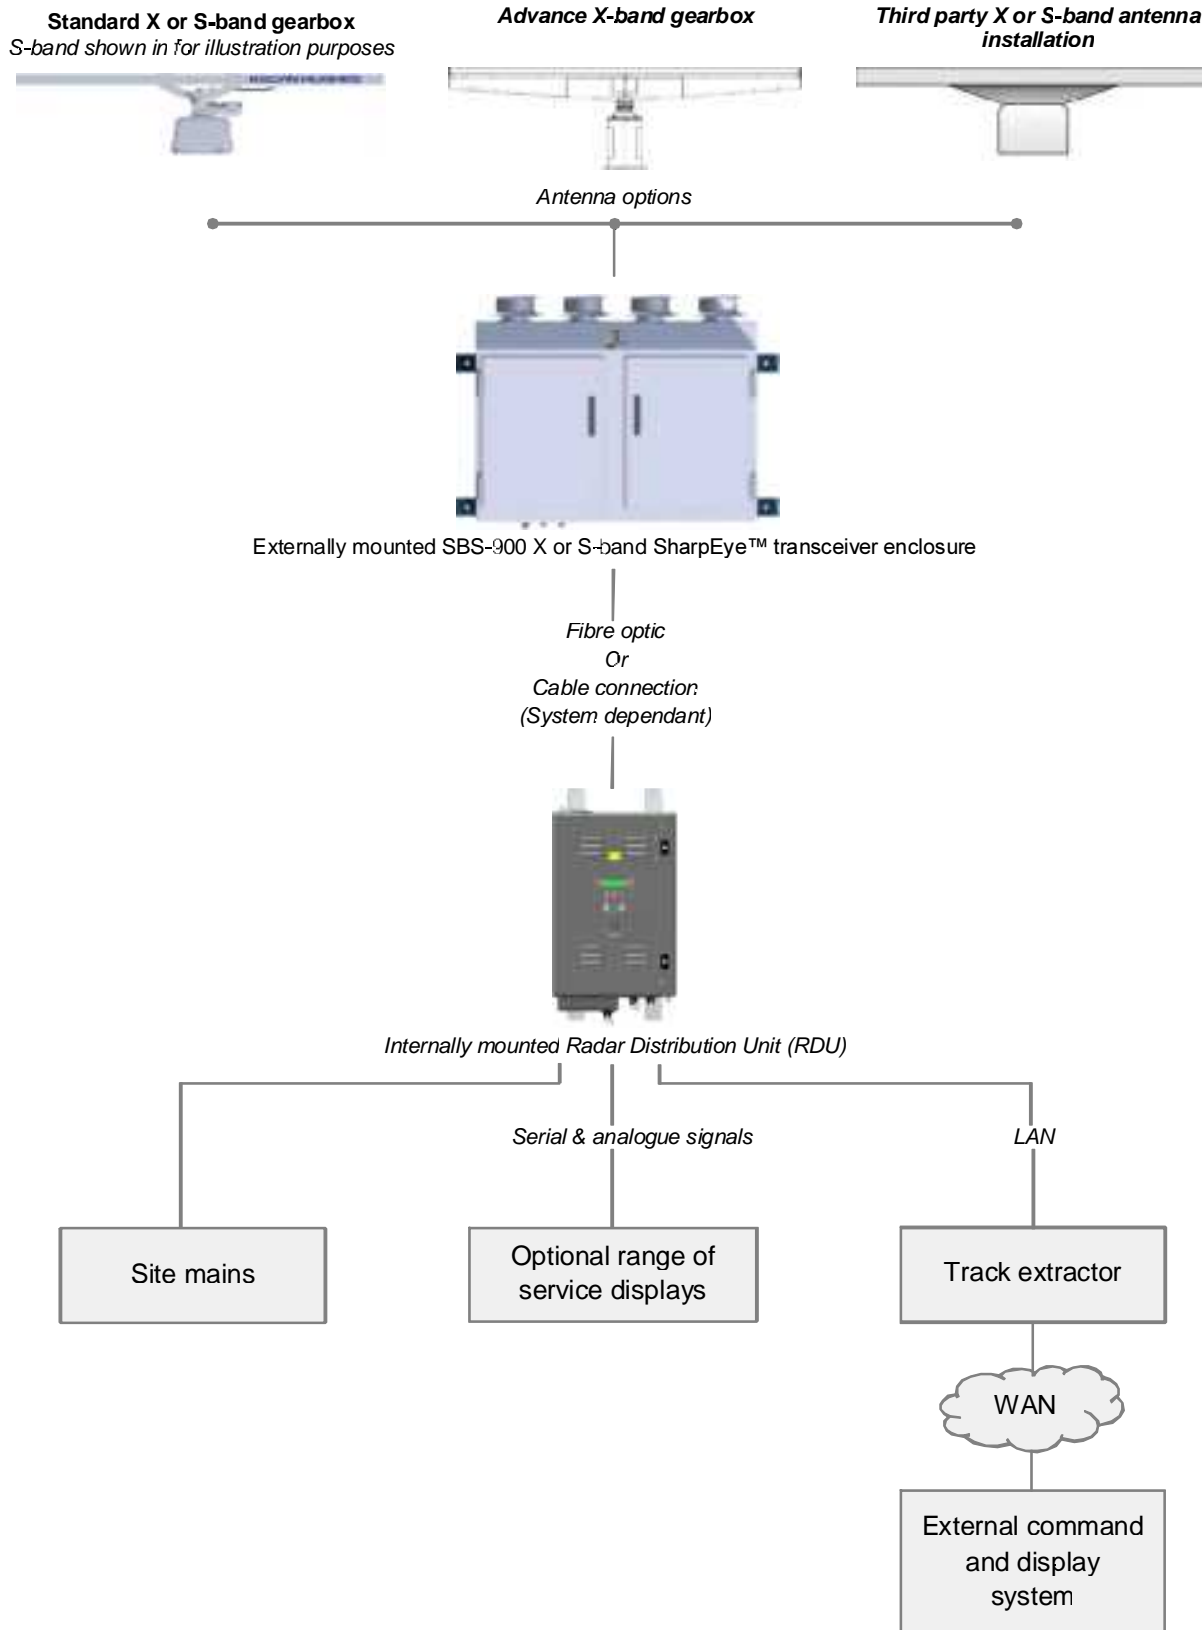 Standard X or S-band gearbox
S-band shown in for illustration purposes
Advance X-band gearbox
Third party X or S-band antenna
installation
Antenna options
Externally mounted SBS-900 X or S-band SharpEye™ transceiver enclosure
Fibre optic
Or
Cable connection
(System dependant)
Internally mounted Radar Distribution Unit (RDU)
Serial & analogue signals
LAN
Site mains
Optional range of
service displays
Track extractor
WAN
External command
and display
system